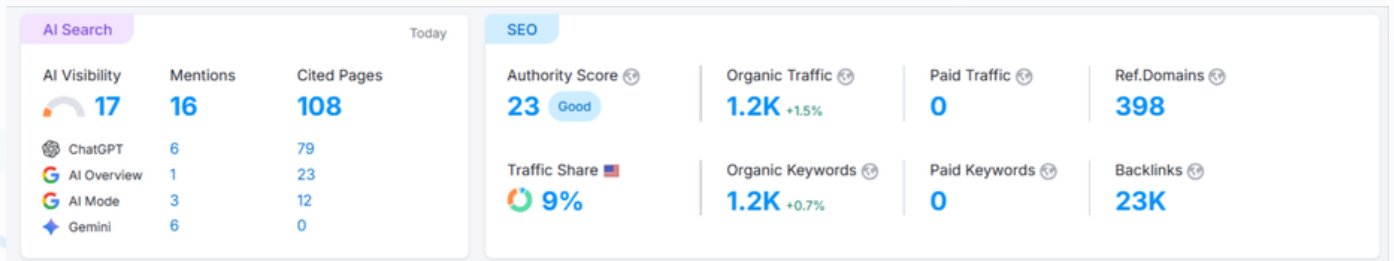 AI Search
Today
AI Visibility Mentions Cited Pages
17 16 108
ChatGPT 6 79
AI Overview 1 23
AI Mode 3 12
Gemini 6 0
SEO
Authority Score Organic Traffic Paid Traffic Ref.Domains
23 Good 1.2K +1.5% 0 398
Traffic Share Organic Keywords Paid Keywords Backlinks
9% 1.2K +0.7% 0 23K